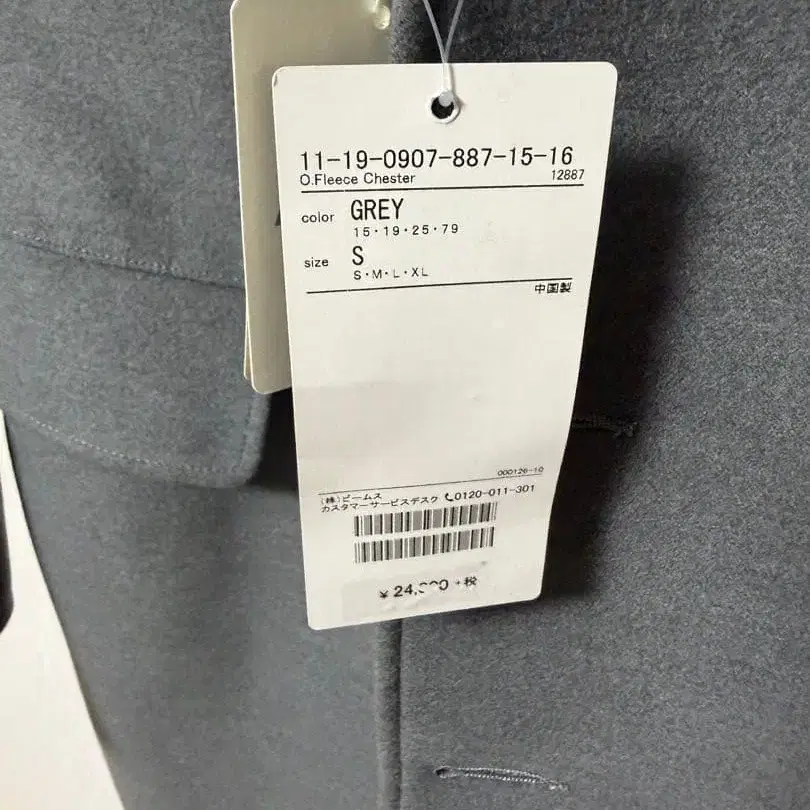 11-19-0907-887-15-16
O.Fleece Chester 12887
color GREY
15・19・25・79
size S
S・M・L・XL
中国製
000126-10
(株)ビームス
カスタマーサービスデスク 0120-011-301
+税